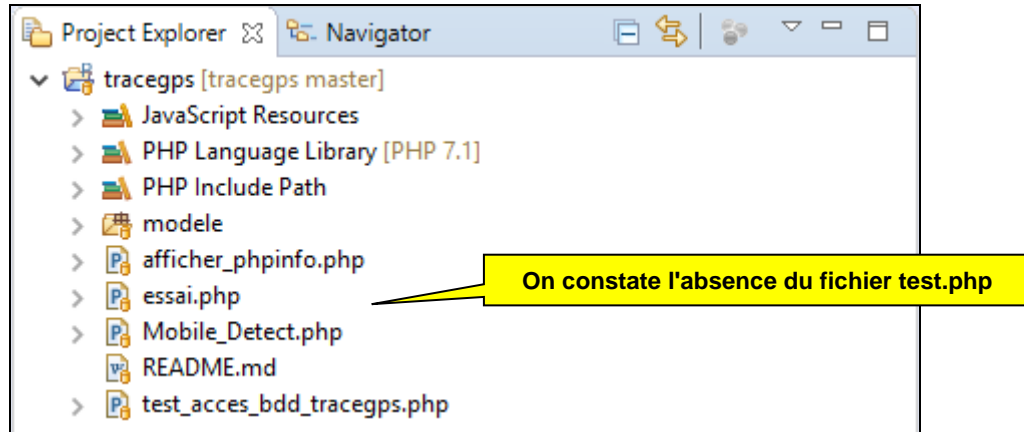 Project Explorer Navigator
tracegps [tracegps master]
JavaScript Resources
PHP Language Library [PHP 7.1]
PHP Include Path
modele
afficher_phpinfo.php
essai.php
On constate l'absence du fichier test.php
Mobile_Detect.php
README.md
test_acces_bdd_tracegps.php